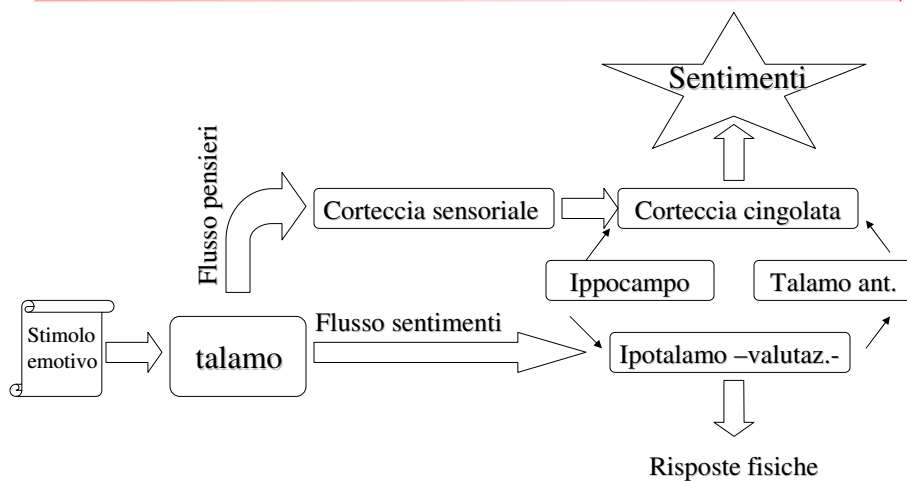 Sentimenti
Flusso pensieri
Corteccia sensoriale
Corteccia cingolata
Ippocampo
Talamo ant.
Stimolo
emotivo
talamo
Flusso sentimenti
Ipotalamo –valutaz.-
Risposte fisiche